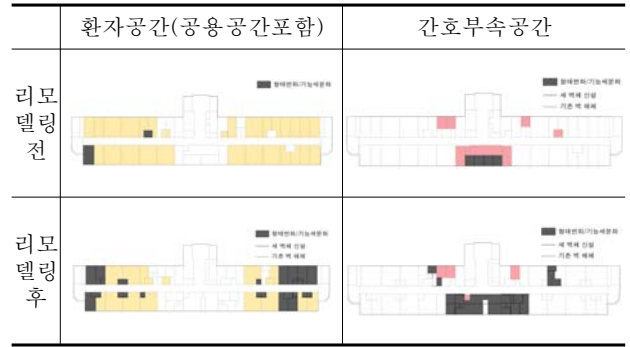 환자공간(공용공간포함) 간호부속공간
리모
델링
전
형태변화/기능세분화
형태변화/기능세분화
새 벽체 신설
기존 벽 해체
리모
델링
후
형태변화/기능세분화
새 벽체 신설
기존 벽 해체
형태변화/기능세분화
새 벽체 신설
기존 벽 해체